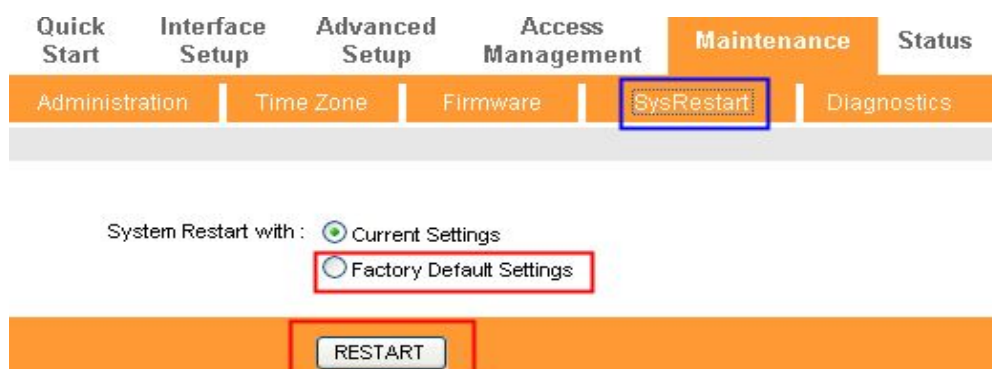 Quick Start Interface Setup Advanced Setup Access Management Maintenance Status
Administration Time Zone Firmware SysRestart Diagnostics
System Restart with : Current Settings
Factory Default Settings
RESTART